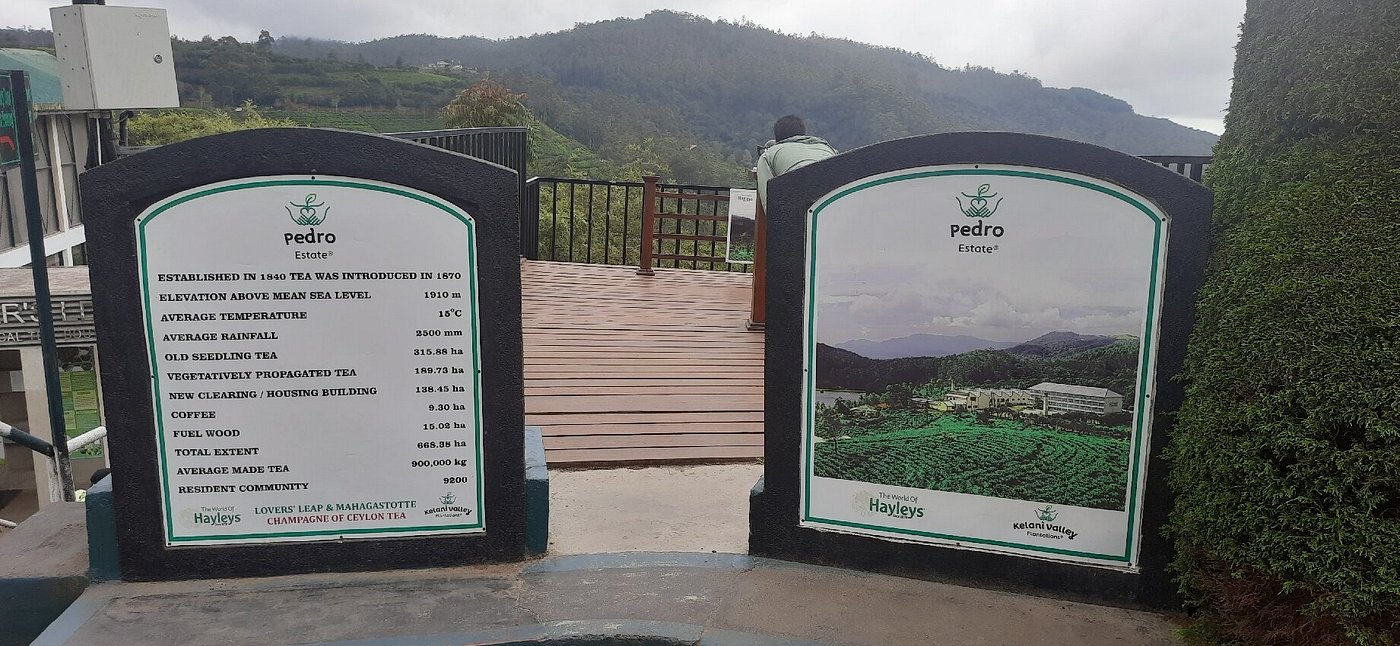 Pedro
Estate®
ESTABLISHED IN 1840 TEA WAS INTRODUCED IN 1870
ELEVATION ABOVE MEAN SEA LEVEL 1910 m
AVERAGE TEMPERATURE 15°C
AVERAGE RAINFALL 2500 mm
OLD SEEDLING TEA 315.88 ha
VEGETATIVELY PROPAGATED TEA 189.73 ha
NEW CLEARING / HOUSING BUILDING 138.45 ha
COFFEE 9.30 ha
FUEL WOOD 15.02 ha
TOTAL EXTENT 668.38 ha
AVERAGE MADE TEA 900,000 kg
RESIDENT COMMUNITY 9200
The World Of
Hayleys
LOVERS' LEAP & MAHAGASTOTTE
CHAMPAGNE OF CEYLON TEA
Kelani Valley
Plantations®
Pedro
Estate®
The World Of
Hayleys
Kelani Valley
Plantations®